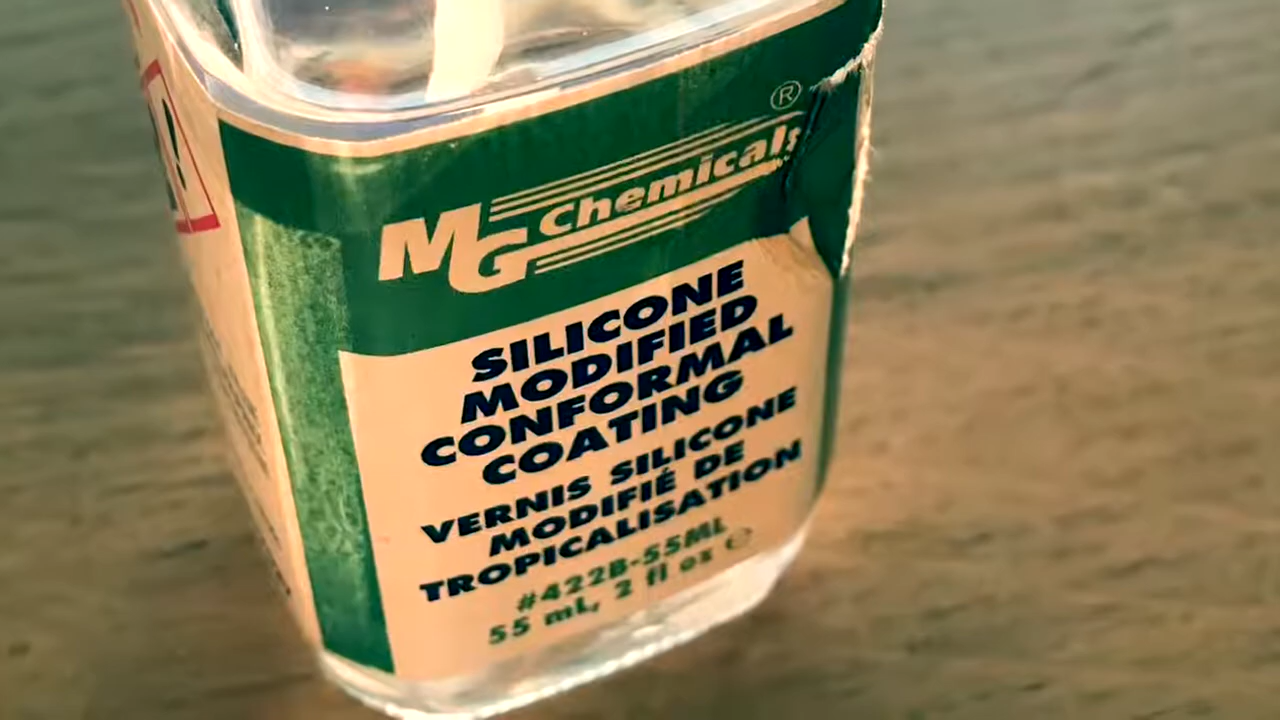 ®
MG Chemicals
SILICONE
MODIFIED
CONFORMAL
COATING
VERNIS SILICONE
MODIFIÉ DE
TROPICALISATION
#422B-55ML
55 mL, 2 fl oz ℮